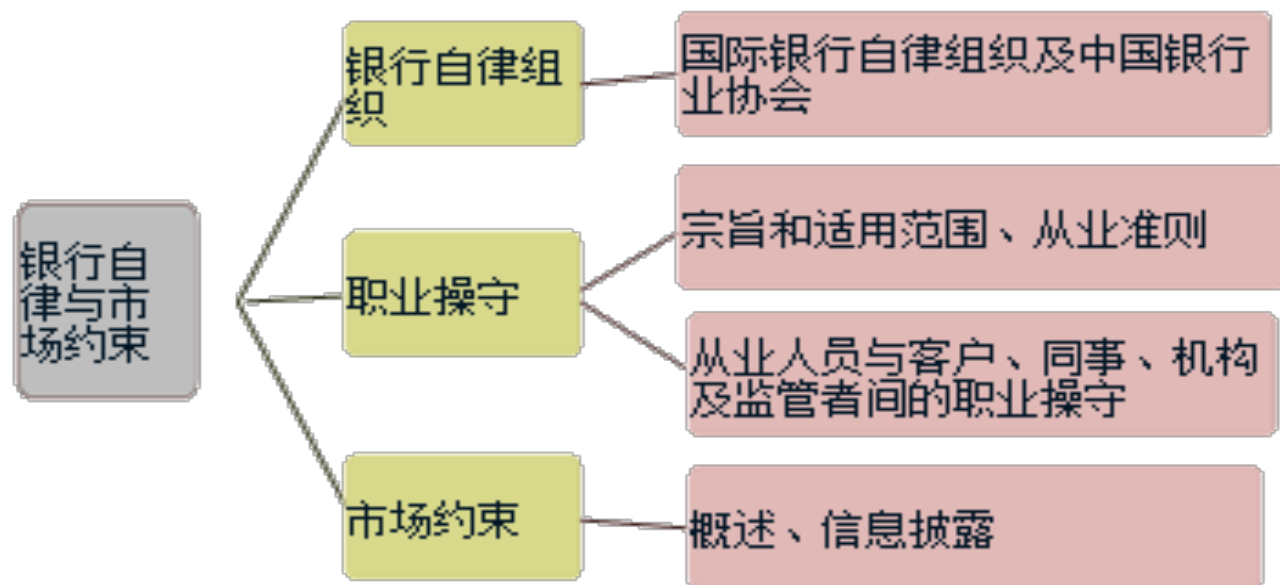 银行自律组
织
国际银行自律组织及中国银行
业协会
宗旨和适用范围、从业准则
银行自
律与市
场约束
职业操守
从业人员与客户、同事、机构
及监管者间的职业操守
市场约束
概述、信息披露